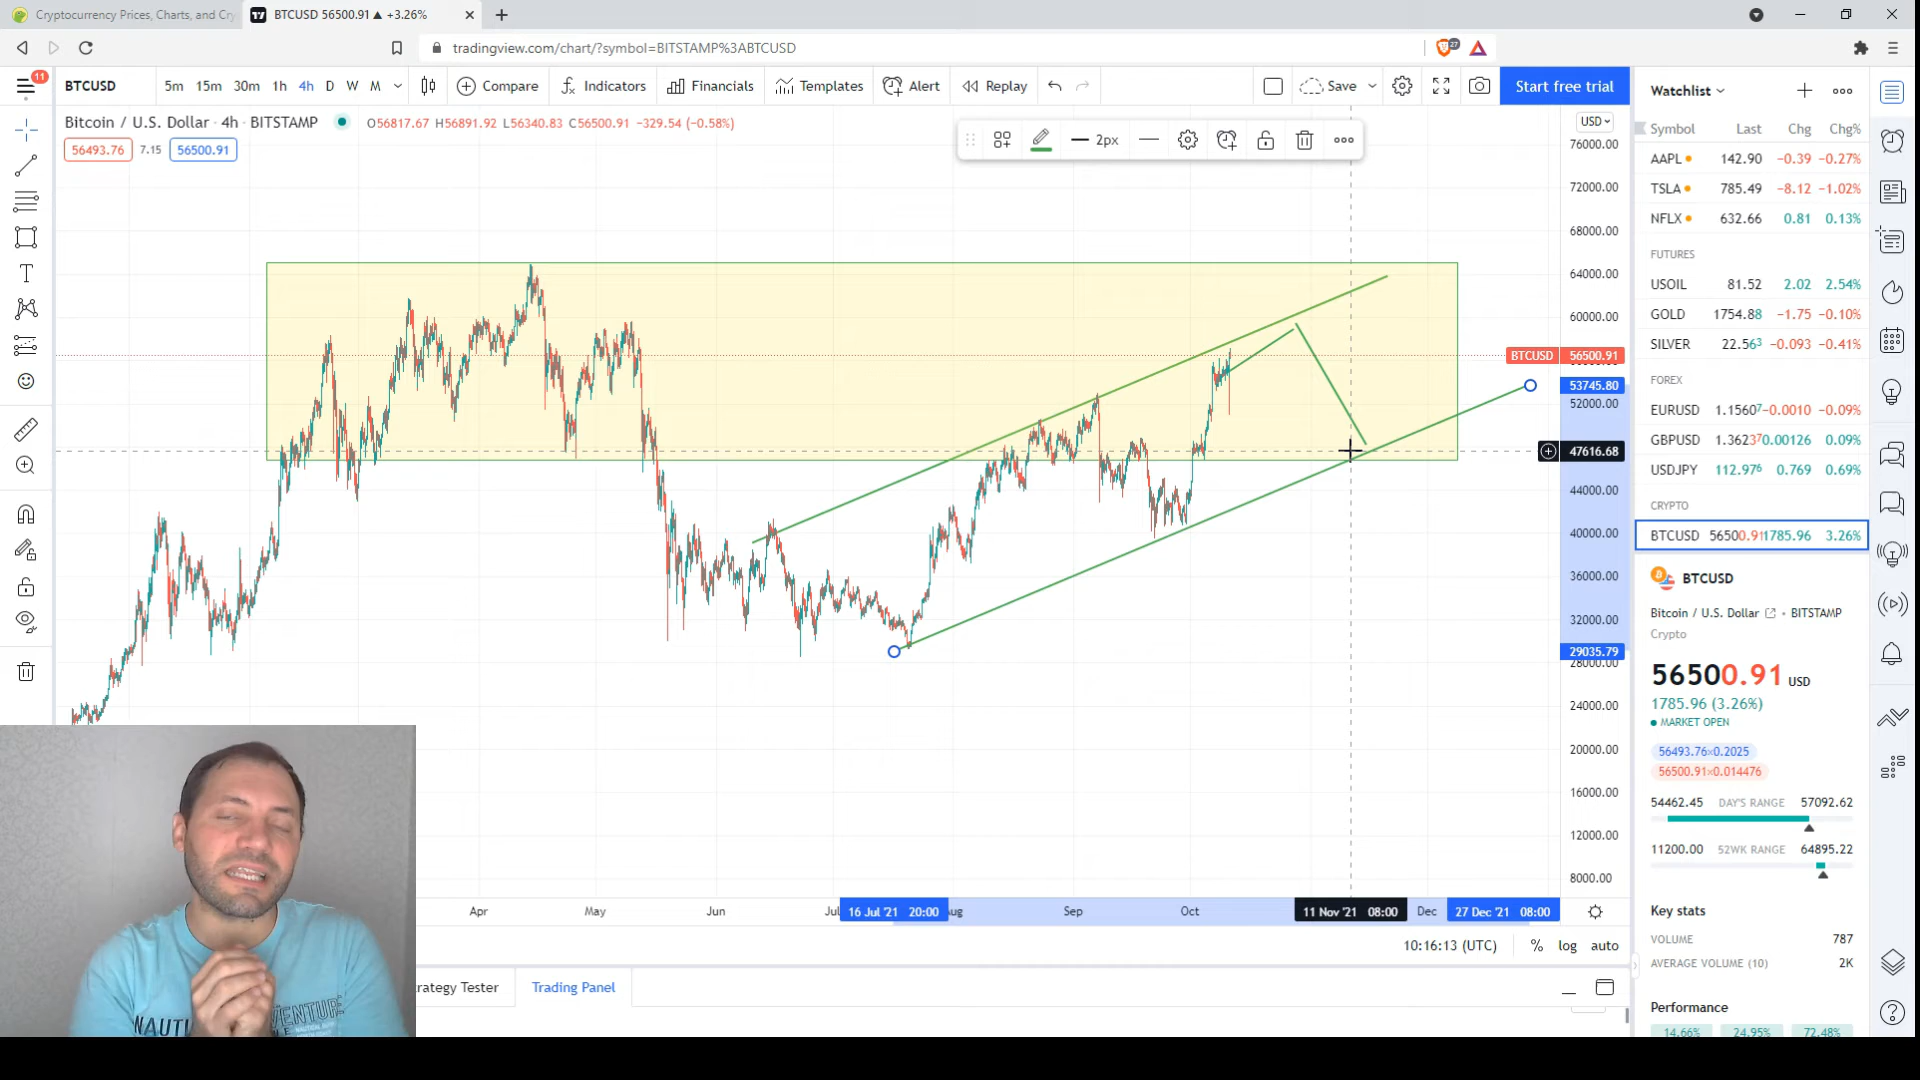 Cryptocurrency Prices, Charts, and Cry
BTCUSD 56500.91 ▲ +3.26%
tradingview.com/chart/?symbol=BITSTAMP%3ABTCUSD
27
11
BTCUSD 5m 15m 30m 1h 4h D W M Compare Indicators Financials Templates Alert Replay Save Start free trial
Bitcoin / U.S. Dollar · 4h · BITSTAMP O56817.67 H56891.92 L56340.83 C56500.91 −329.54 (−0.58%)
56493.76 7.15 56500.91
2px
USD
76000.00
72000.00
68000.00
64000.00
60000.00
BTCUSD 56500.91
53745.80
52000.00
47616.68
44000.00
40000.00
36000.00
32000.00
29035.79
28000.00
24000.00
20000.00
16000.00
12000.00
8000.00
Apr May Jun Jul 16 Jul '21 20:00 Aug Sep Oct 11 Nov '21 08:00 Dec 27 Dec '21 08:00
10:16:13 (UTC) % log auto
rategy Tester Trading Panel
Watchlist
Symbol Last Chg Chg%
AAPL 142.90 −0.39 −0.27%
TSLA 785.49 −8.12 −1.02%
NFLX 632.66 0.81 0.13%
FUTURES
USOIL 81.52 2.02 2.54%
GOLD 1754.88 −1.75 −0.10%
SILVER 22.563 −0.093 −0.41%
FOREX
EURUSD 1.15607 −0.0010 −0.09%
GBPUSD 1.36237 0.00126 0.09%
USDJPY 112.976 0.769 0.69%
CRYPTO
BTCUSD 56500.91 1785.96 3.26%
BTCUSD
Bitcoin / U.S. Dollar • BITSTAMP
Crypto
56500.91 USD
1785.96 (3.26%)
MARKET OPEN
56493.76×0.2025
56500.91×0.014476
54462.45 DAY'S RANGE 57092.62
11200.00 52WK RANGE 64895.22
Key stats
VOLUME 787
AVERAGE VOLUME (10) 2K
Performance
14.66% 24.95% 72.48%